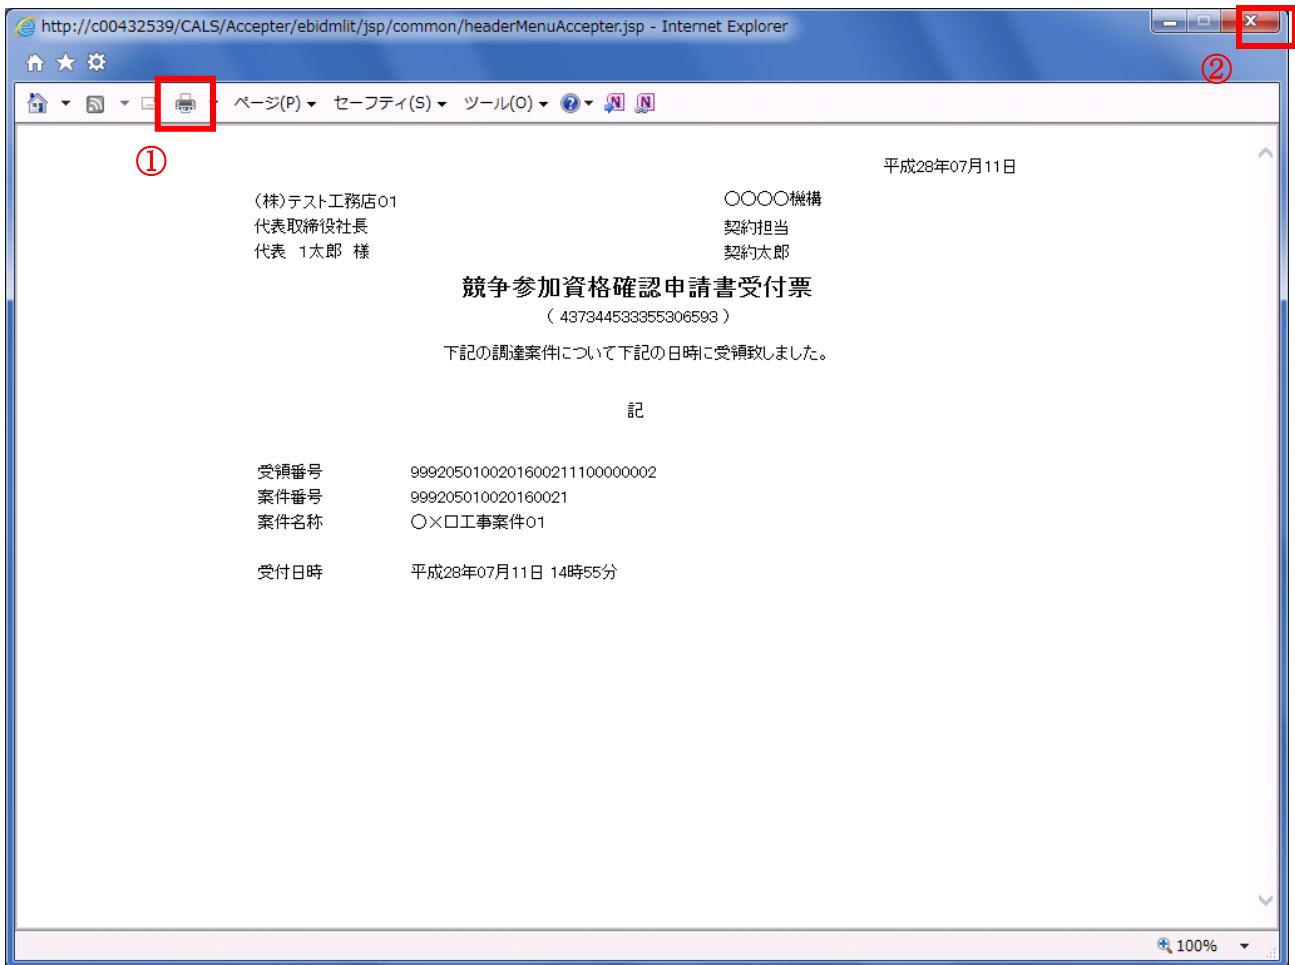 http://c00432539/CALS/Accepter/ebidmlit/jsp/common/headerMenuAccepter.jsp - Internet Explorer
②
ページ(P) セーフティ(S) ツール(O)
①
平成28年07月11日
(株)テスト工務店01
○○○○機構
代表取締役社長
契約担当
代表 1太郎 様
契約太郎
競争参加資格確認申請書受付票
( 437344533355306593 )
下記の調達案件について下記の日時に受領致しました。
記
受領番号 9992050100201600211100000002
案件番号 999205010020160021
案件名称 ○×口工事案件01
受付日時 平成28年07月11日 14時55分
100%